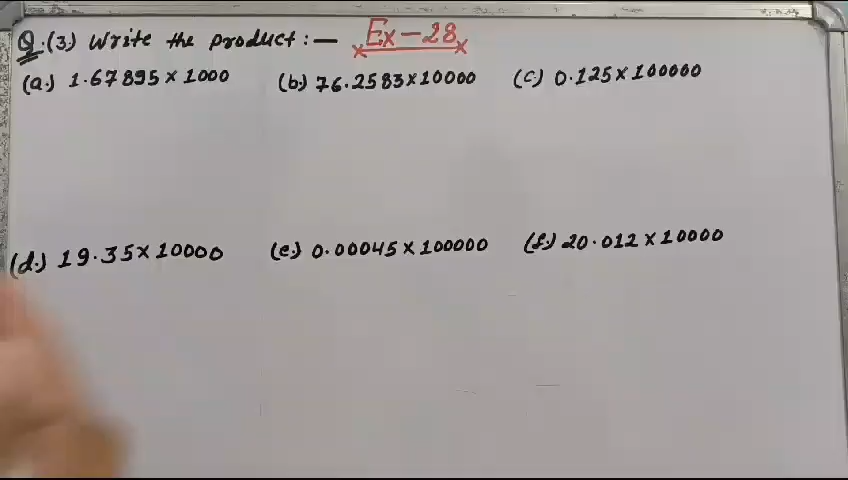 Q.(3) Write the product :— Ex-28
(a.) 1.67895 × 1000 (b) 76.2583 × 10000 (c) 0.125 × 100000
(d.) 19.35 × 10000 (e.) 0.00045 × 100000 (f.) 20.012 × 10000